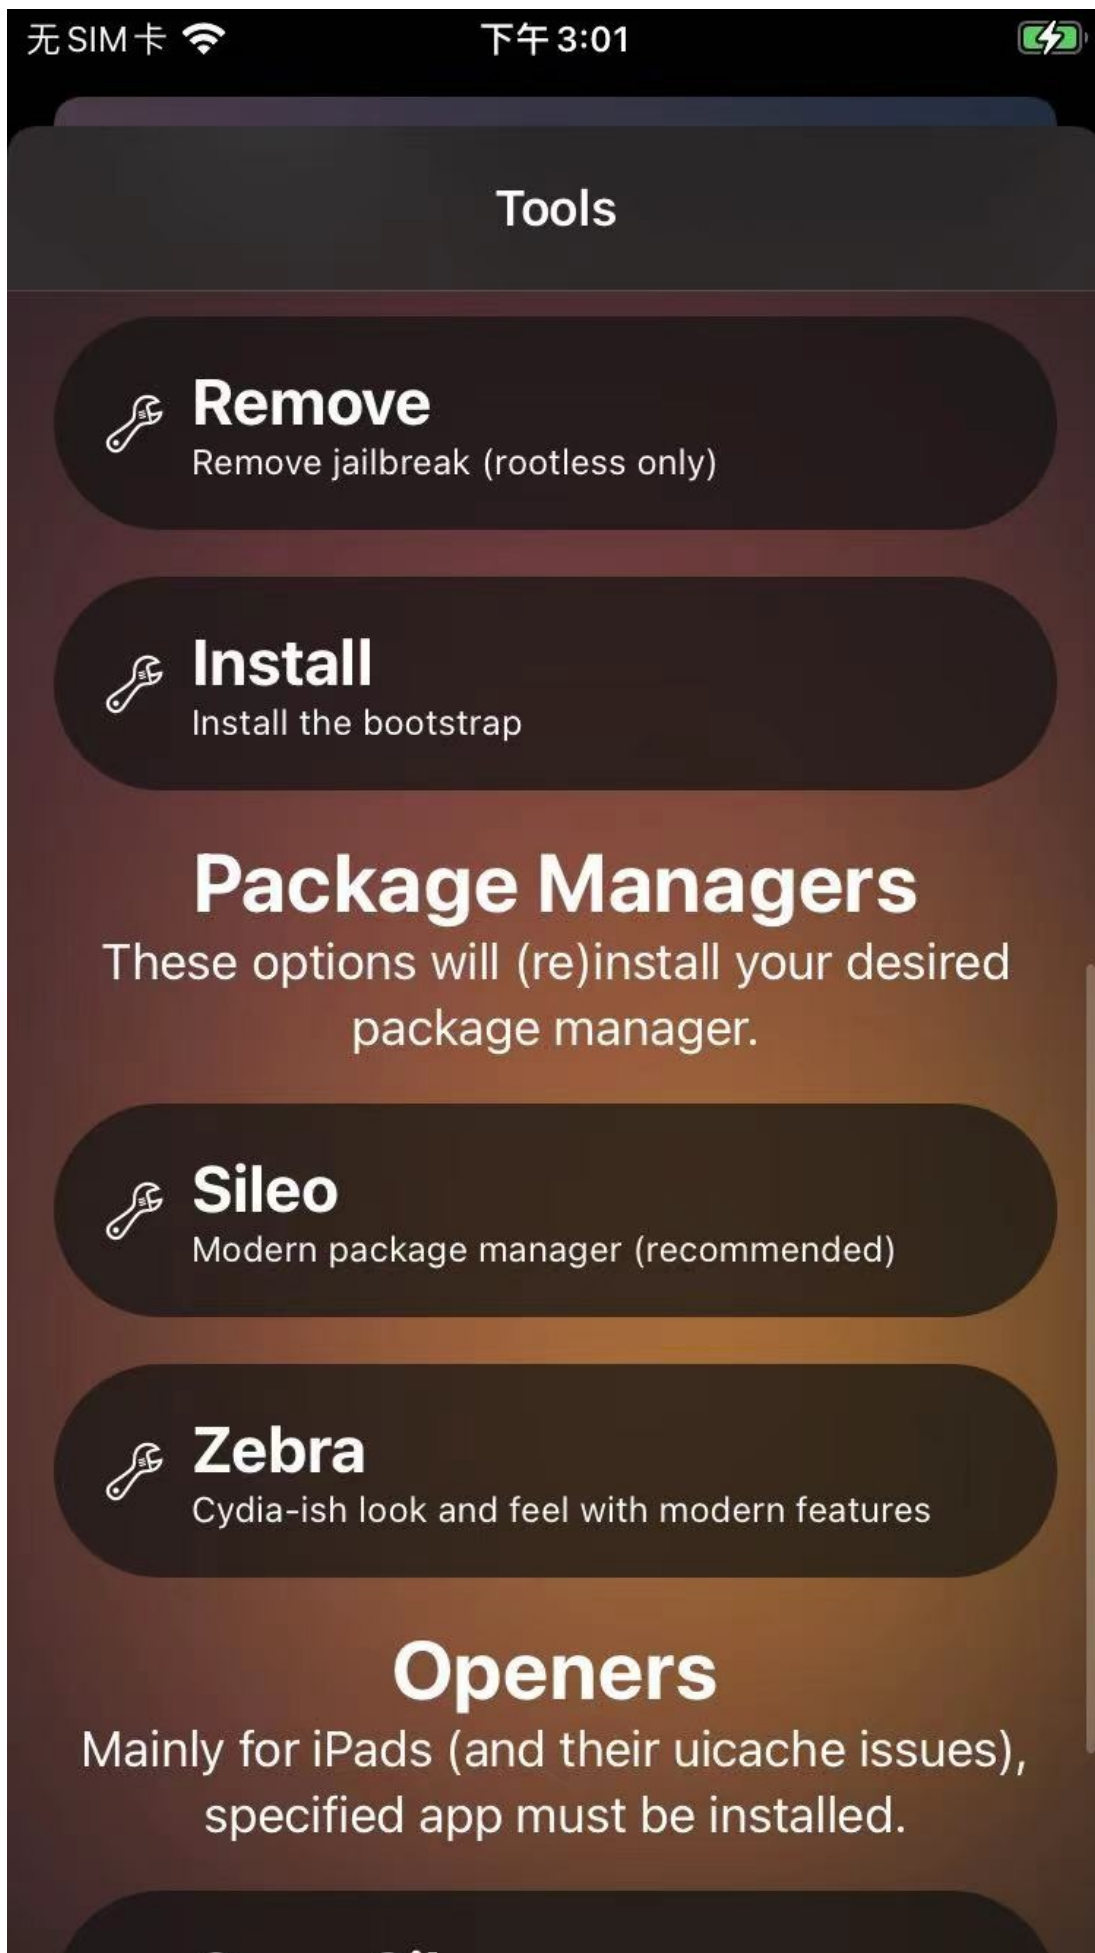 无SIM卡 下午3:01
Tools
Remove
Remove jailbreak (rootless only)
Install
Install the bootstrap
Package Managers
These options will (re)install your desired
package manager.
Sileo
Modern package manager (recommended)
Zebra
Cydia-ish look and feel with modern features
Openers
Mainly for iPads (and their uicache issues),
specified app must be installed.